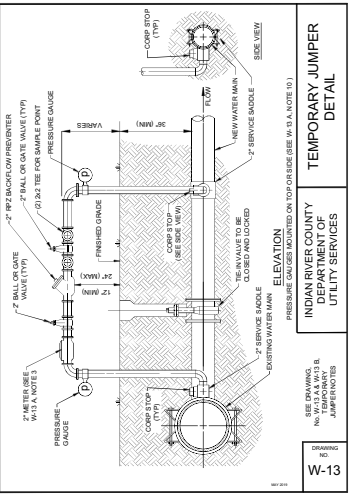 2" METER (SEE
W-13 A, NOTE 3
PRESSURE
GAUGE
2" BALL OR GATE
VALVE (TYP)
2" RPZ BACKFLOW PREVENTER
2" BALL OR GATE VALVE (TYP)
(2) 2x2 TEE FOR SAMPLE POINT
PRESSURE GAUGE
VARIES
FINISHED GRADE
12" (MIN)
24" (MAX)
36" (MIN)
CORP STOP
(TYP)
CORP STOP
(SEE SIDE VIEW)
CORP STOP
(TYP)
SIDE VIEW
FLOW
NEW WATER MAIN
2" SERVICE SADDLE
TIE-IN VALVE TO BE
CLOSED AND LOCKED
2" SERVICE SADDLE
EXISTING WATER MAIN
ELEVATION
PRESSURE GAUGES MOUNTED ON TOP OR SIDE (SEE W-13 A, NOTE 10 )
MAY 2019
DRAWING
NO.
W-13
SEE DRAWING,
No. W-13 A & W-13 B,
TEMPORARY
JUMPER NOTES
INDIAN RIVER COUNTY
DEPARTMENT OF
UTILITY SERVICES
TEMPORARY JUMPER
DETAIL